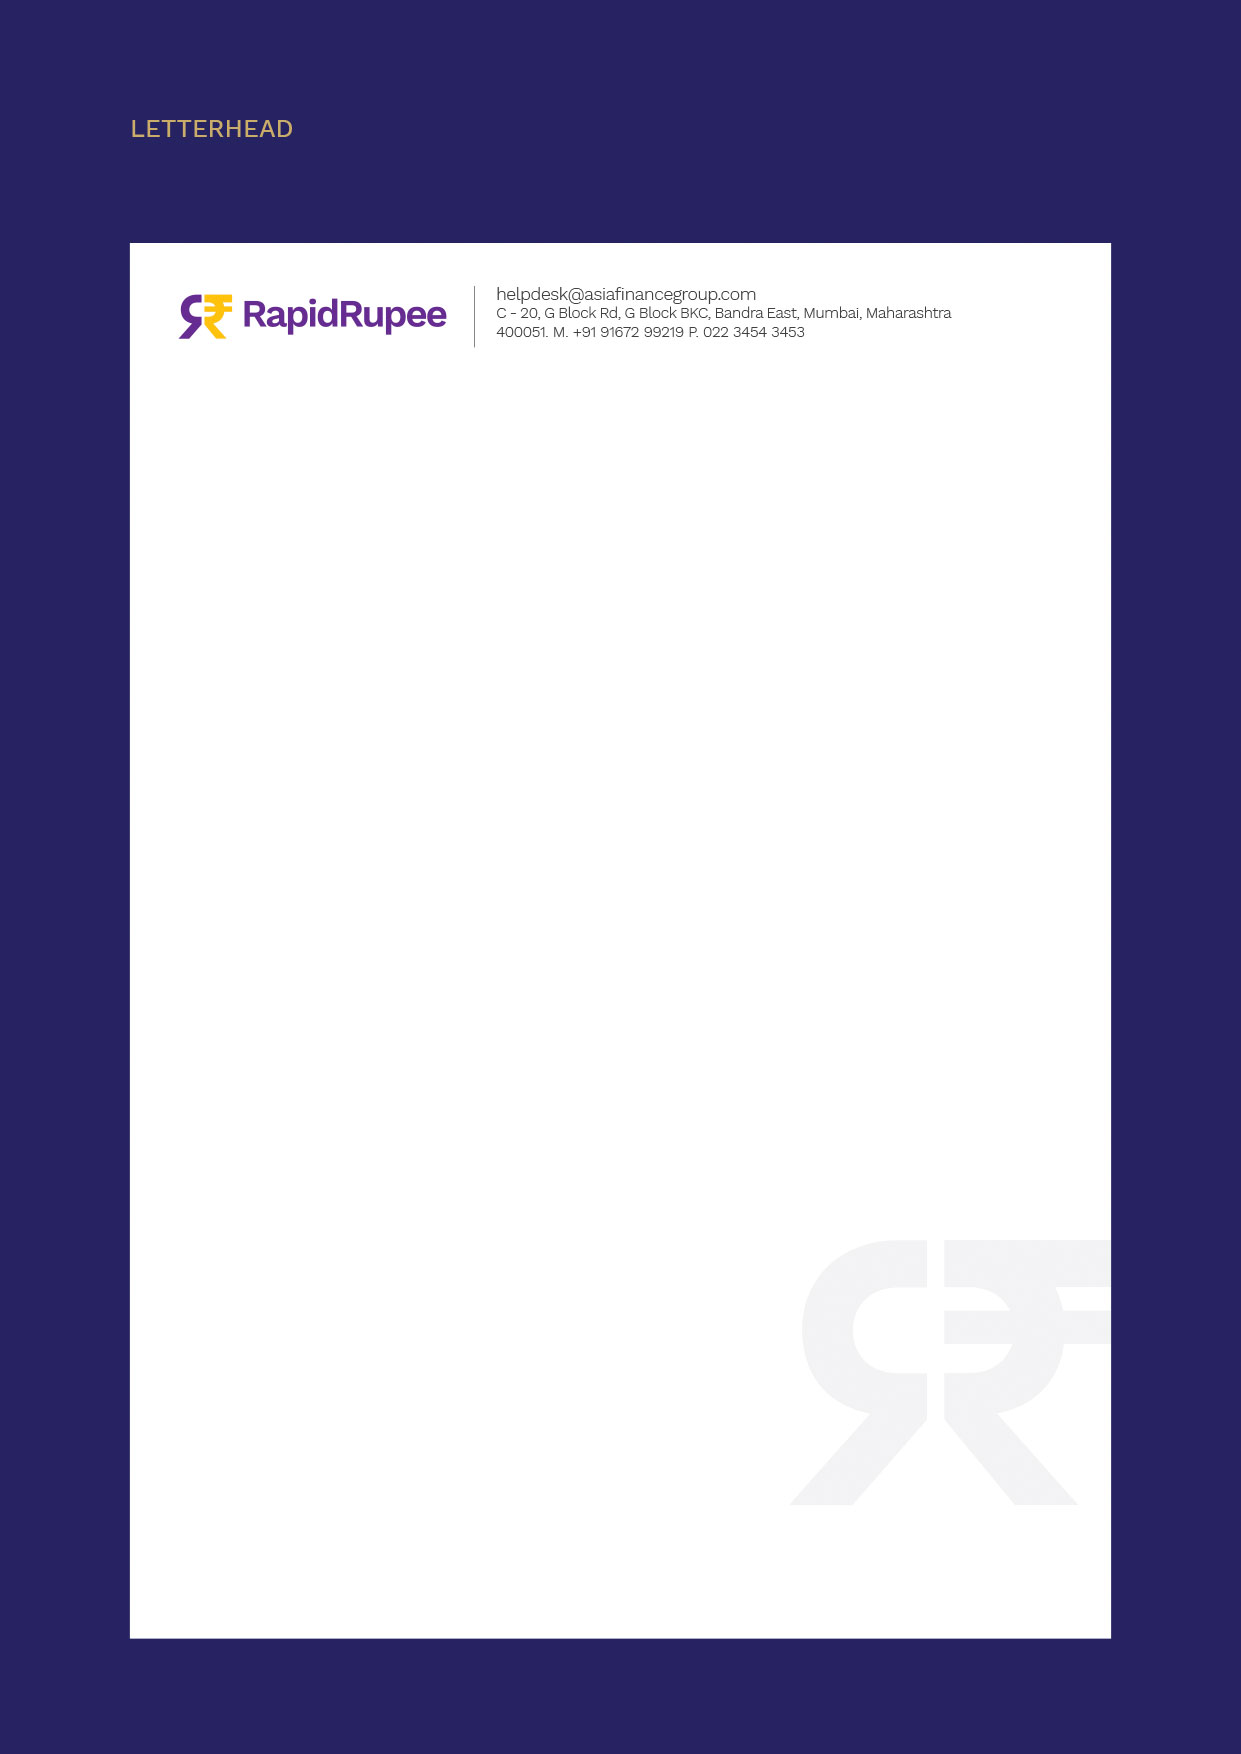 LETTERHEAD
RapidRupee
helpdesk@asiafinancegroup.com
C - 20, G Block Rd, G Block BKC, Bandra East, Mumbai, Maharashtra
400051. M. +91 91672 99219 P. 022 3454 3453